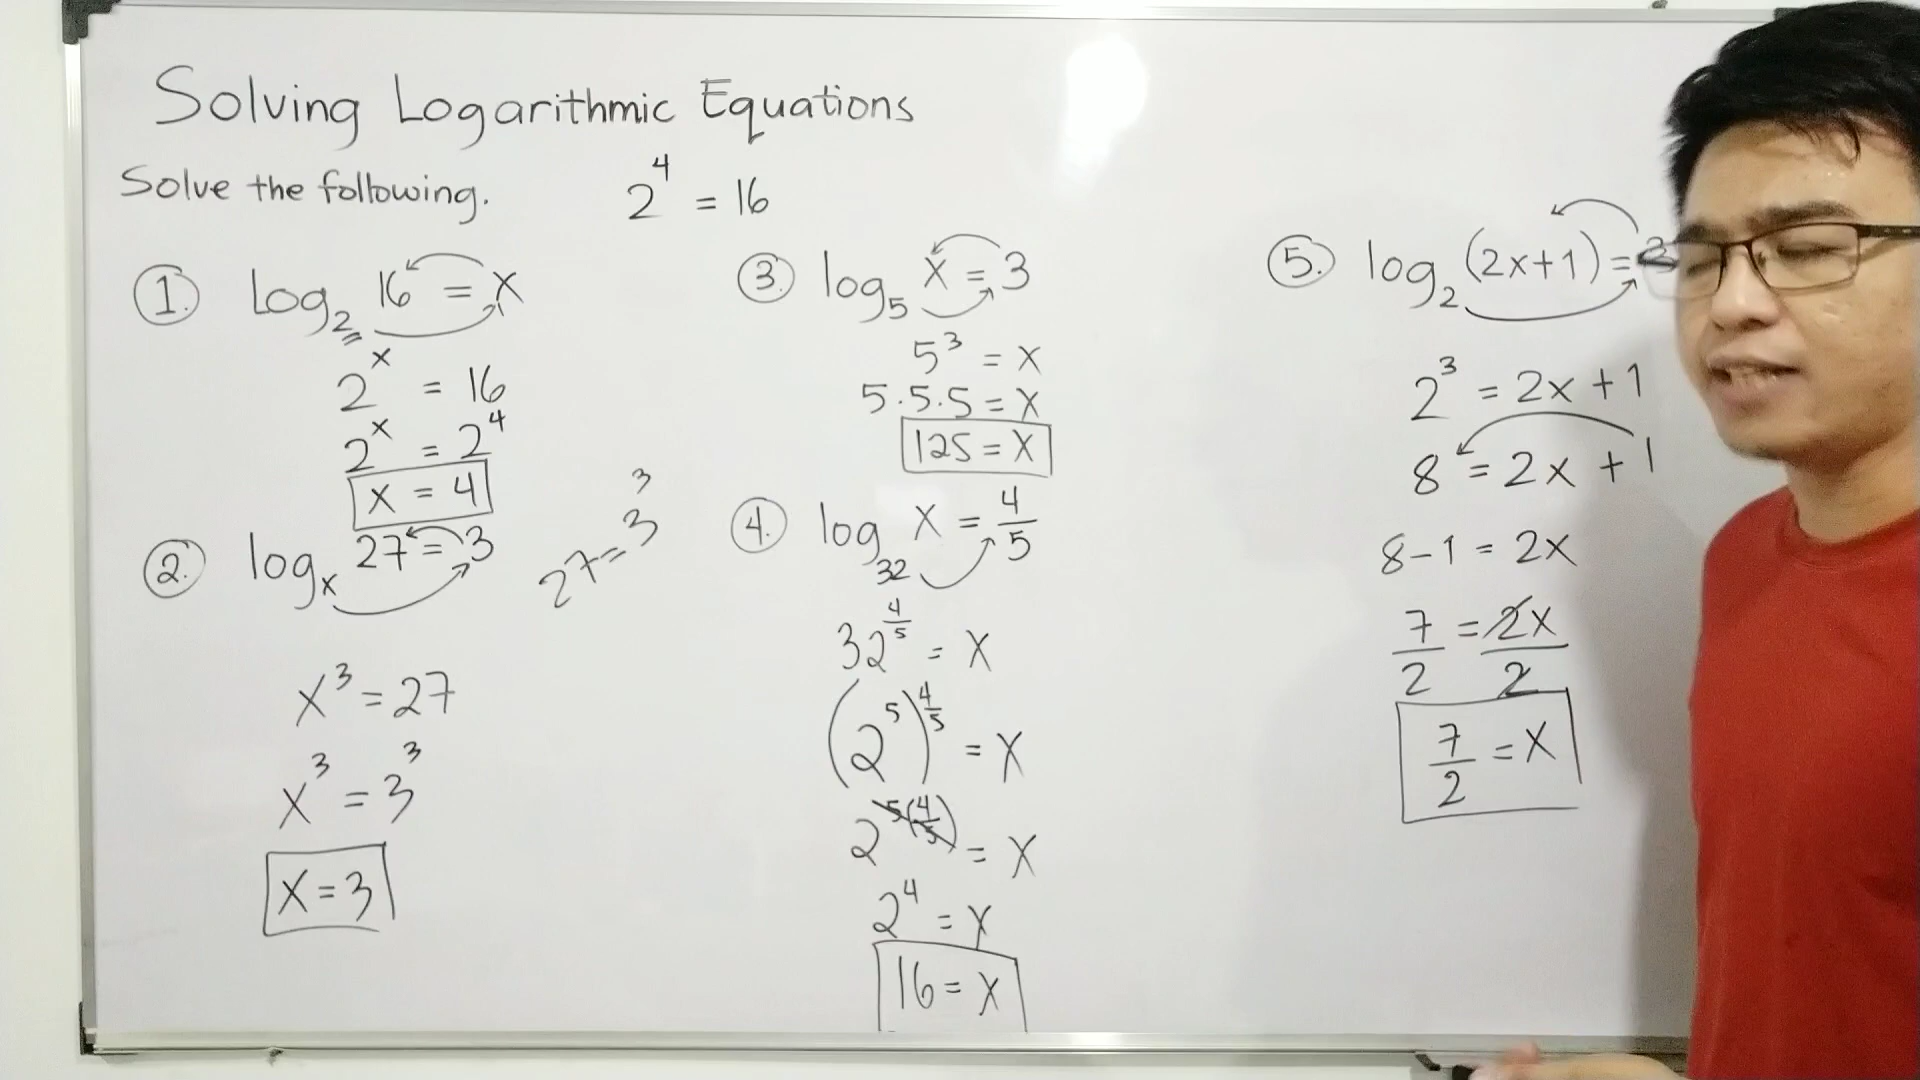 Solving Logarithmic Equations
Solve the following.
2^4 = 16
1. log_2 16 = x
2^x = 16
2^x = 2^4
x = 4
2. log_x 27 = 3
27 = 3^3
x^3 = 27
x^3 = 3^3
x = 3
3. log_5 x = 3
5^3 = x
5·5·5 = x
125 = x
4. log_32 x = 4/5
32^(4/5) = x
(2^5)^(4/5) = x
2^(5(4/5)) = x
2^4 = x
16 = x
5. log_2 (2x+1) = 3
2^3 = 2x + 1
8 = 2x + 1
8 - 1 = 2x
7/2 = 2x/2
7/2 = x